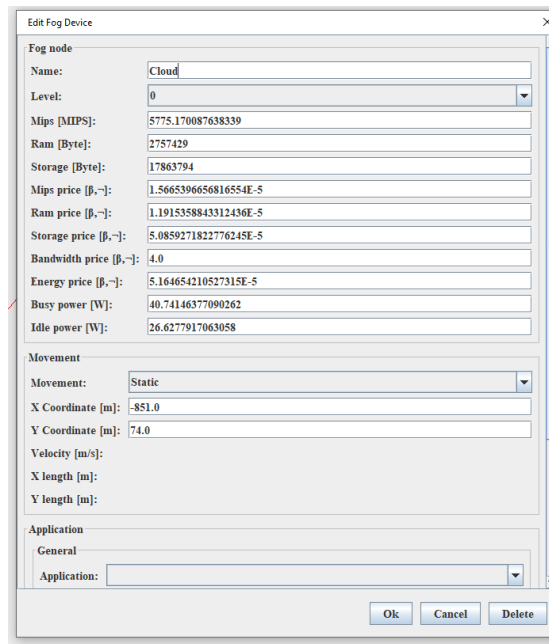 Edit Fog Device
Fog node
Name: Cloud
Level: 0
Mips [MIPS]: 5775.170087638339
Ram [Byte]: 2757429
Storage [Byte]: 17863794
Mips price [β‚¬]: 1.5665396656816554E-5
Ram price [β‚¬]: 1.1915358843312436E-5
Storage price [β‚¬]: 5.0859271822776245E-5
Bandwidth price [β‚¬]: 4.0
Energy price [β‚¬]: 5.164654210527315E-5
Busy power [W]: 40.74146377090262
Idle power [W]: 26.6277917063058
Movement
Movement: Static
X Coordinate [m]: -851.0
Y Coordinate [m]: 74.0
Velocity [m/s]:
X length [m]:
Y length [m]:
Application
General
Application:
Ok Cancel Delete